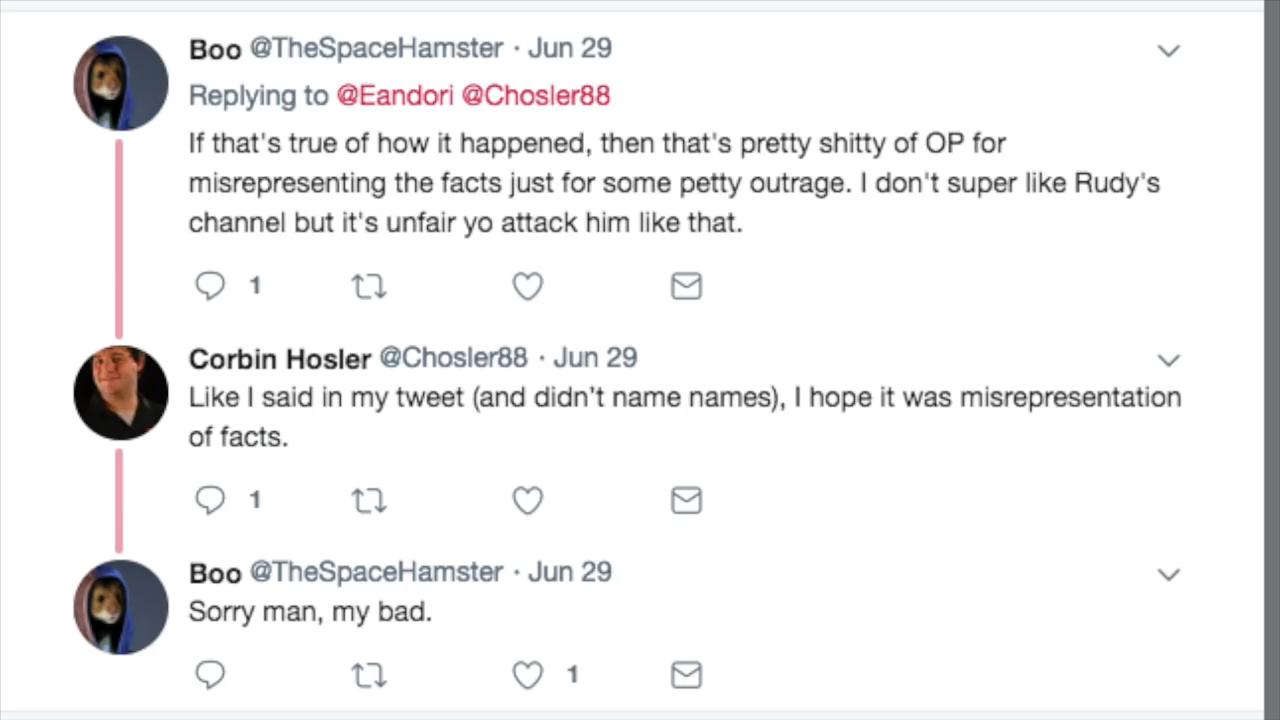 Boo @TheSpaceHamster · Jun 29
Replying to @Eandori @Chosler88
If that's true of how it happened, then that's pretty shitty of OP for
misrepresenting the facts just for some petty outrage. I don't super like Rudy's
channel but it's unfair yo attack him like that.
1
Corbin Hosler @Chosler88 · Jun 29
Like I said in my tweet (and didn’t name names), I hope it was misrepresentation
of facts.
1
Boo @TheSpaceHamster · Jun 29
Sorry man, my bad.
1